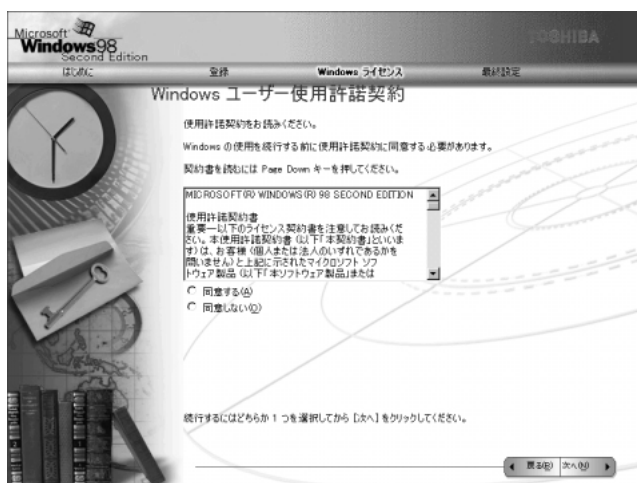 Microsoft
Windows98
Second Edition
TOSHIBA
はじめに 登録 Windows ライセンス 最終設定
Windows ユーザー使用許諾契約
使用許諾契約をお読みください。
Windows の使用を続行する前に使用許諾契約に同意する必要があります。
契約書を読むには Page Down キーを押してください。
MICROSOFT(R) WINDOWS(R) 98 SECOND EDITION
使用許諾契約書
重要―以下のライセンス契約書を注意してお読みくだ
さい。本使用許諾契約書 (以下「本契約書」といいま
す) は、お客様 (個人または法人のいずれであるかを
問いません) と上記に示されたマイクロソフト ソフ
トウェア製品 (以下「本ソフトウェア製品」または
同意する(A)
同意しない(D)
続行するにはどちらか 1 つを選択してから [次へ] をクリックしてください。
戻る(B) 次へ(N)